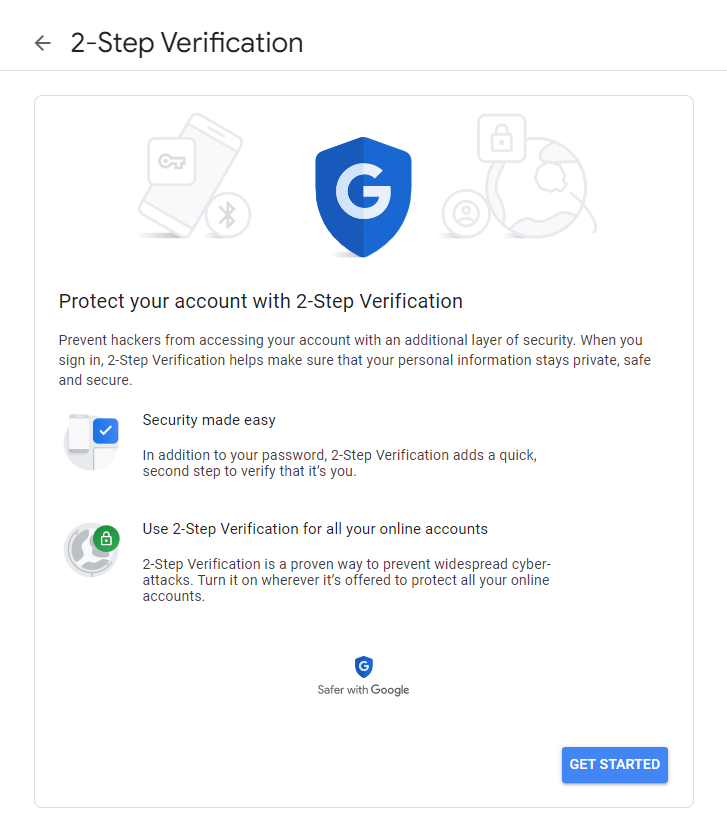 2-Step Verification
Protect your account with 2-Step Verification
Prevent hackers from accessing your account with an additional layer of security. When you
sign in, 2-Step Verification helps make sure that your personal information stays private, safe
and secure.
Security made easy
In addition to your password, 2-Step Verification adds a quick,
second step to verify that it’s you.
Use 2-Step Verification for all your online accounts
2-Step Verification is a proven way to prevent widespread cyber-
attacks. Turn it on wherever it’s offered to protect all your online
accounts.
Safer with Google
GET STARTED